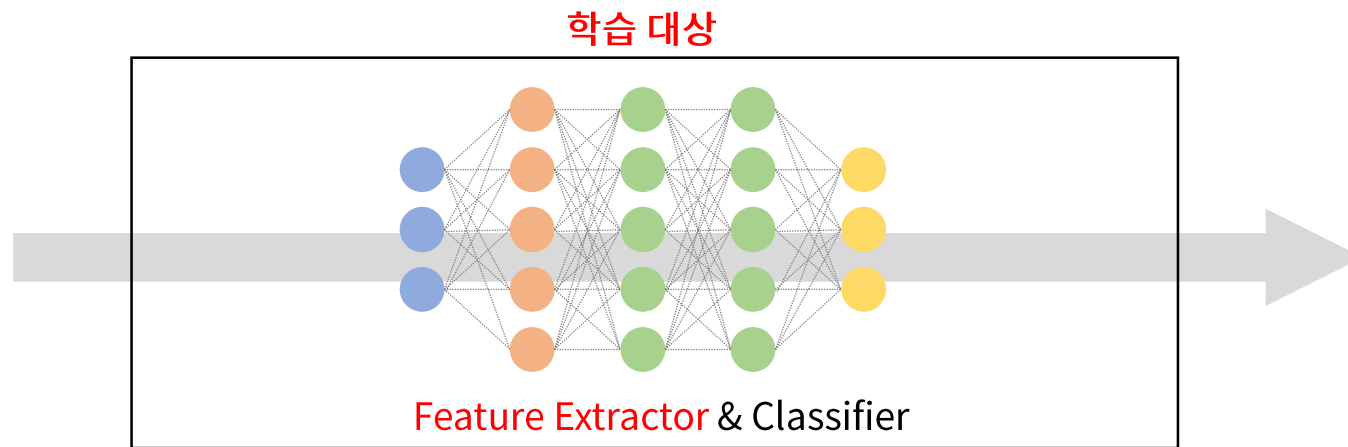 학습 대상
Feature Extractor & Classifier